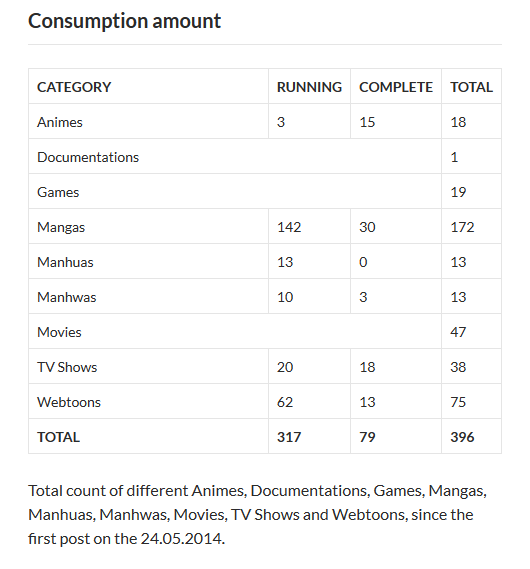 Consumption amount
CATEGORY RUNNING COMPLETE TOTAL
Animes 3 15 18
Documentations 1
Games 19
Mangas 142 30 172
Manhuas 13 0 13
Manhwas 10 3 13
Movies 47
TV Shows 20 18 38
Webtoons 62 13 75
TOTAL 317 79 396
Total count of different Animes, Documentations, Games, Mangas,
Manhuas, Manhwas, Movies, TV Shows and Webtoons, since the
first post on the 24.05.2014.